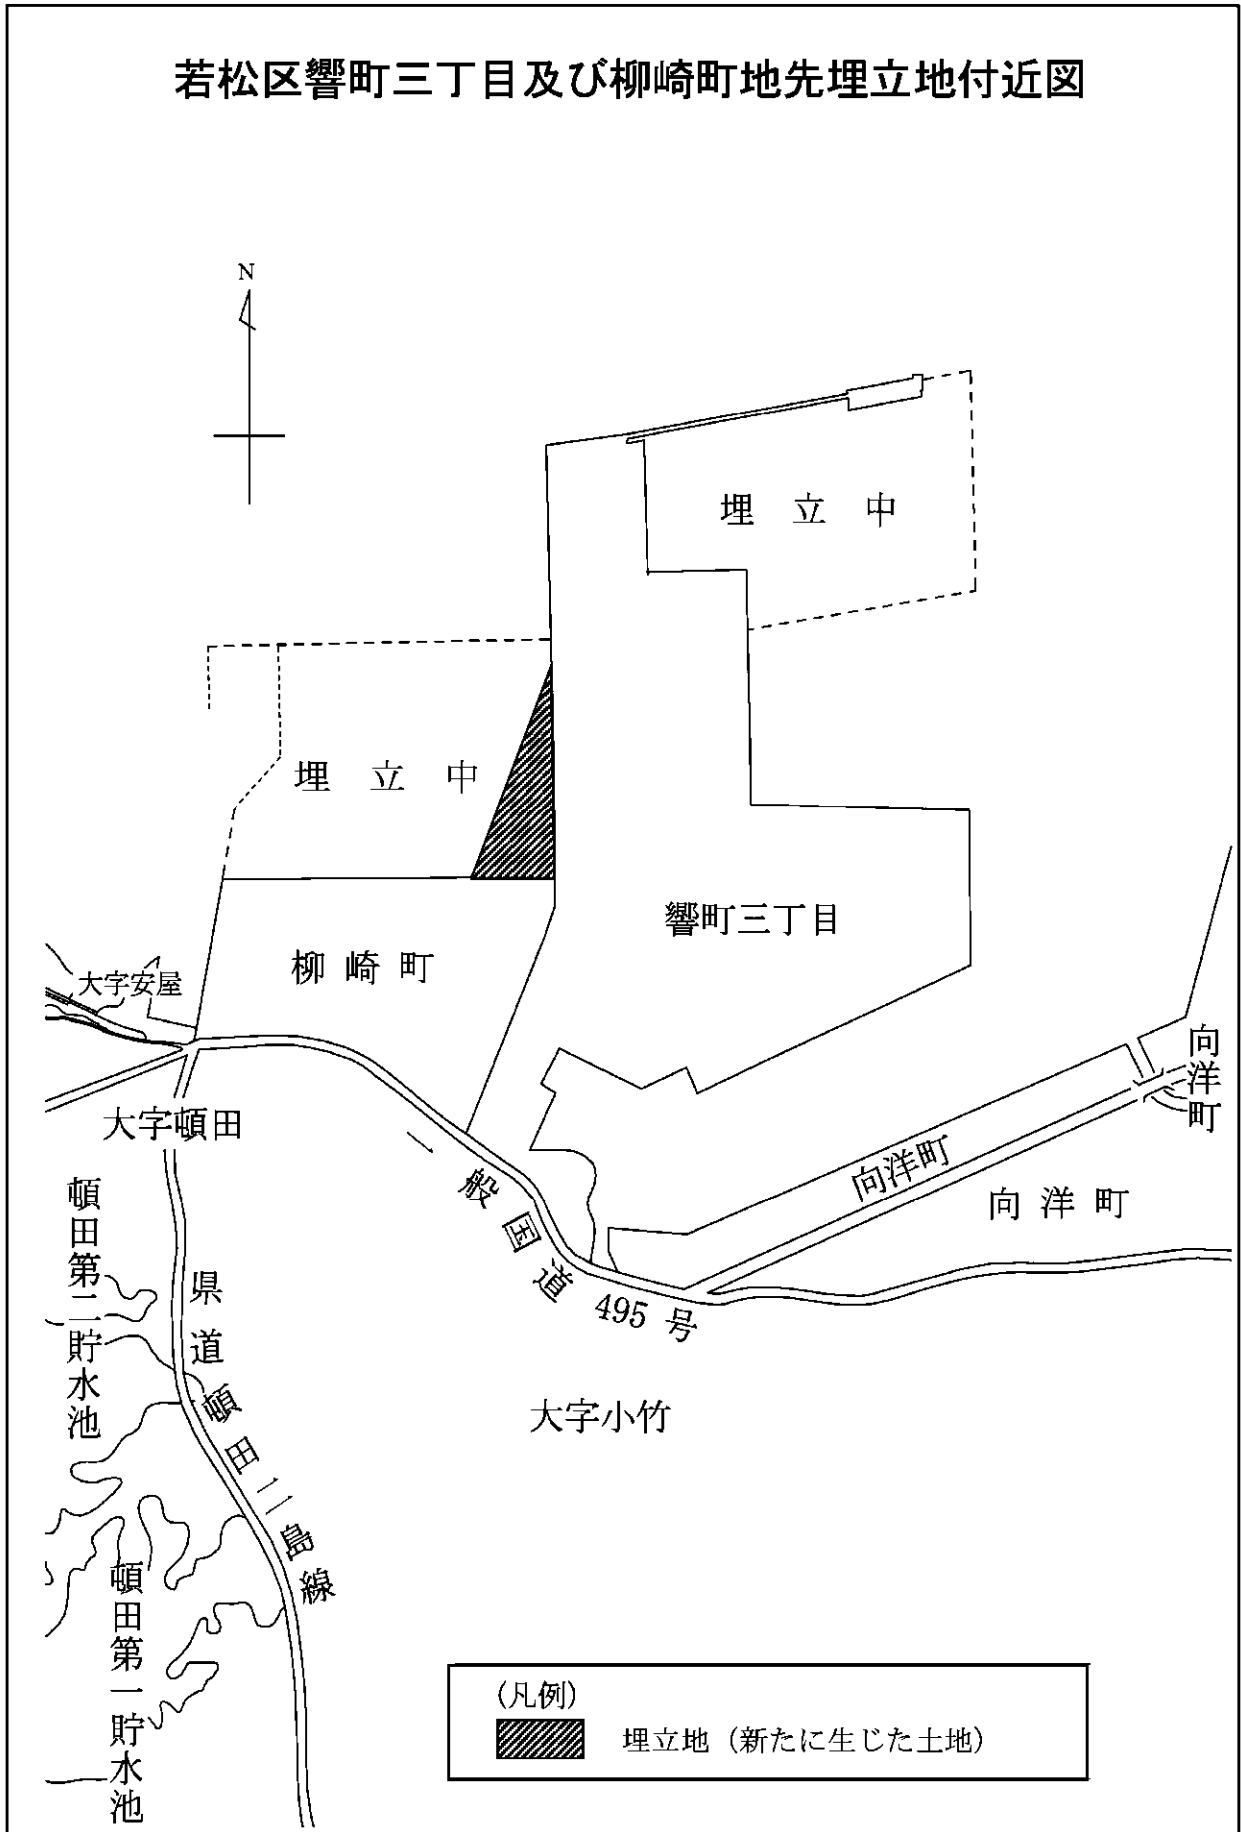 若松区響町三丁目及び柳崎町地先埋立地付近図
N
埋立中
埋立中
響町三丁目
柳崎町
大字安屋
向洋町
大字頓田
向洋町
向洋町
一般国道495号
頓田第二貯水池
県道頓田二島線
大字小竹
頓田第一貯水池
(凡例)
埋立地（新たに生じた土地）